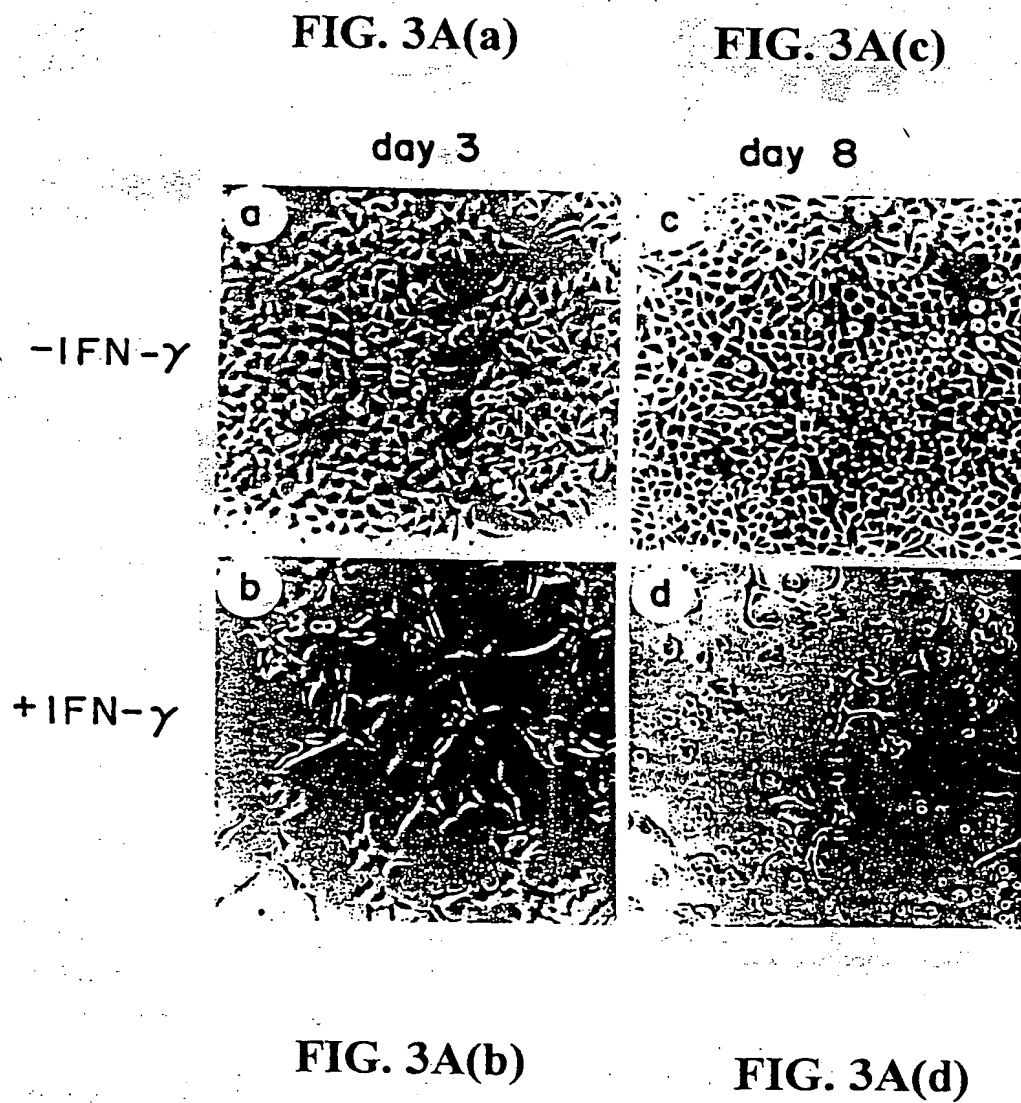 FIG. 3A(a) FIG. 3A(c)
day 3 day 8
a c
-IFN-γ
b d
+IFN-γ
FIG. 3A(b) FIG. 3A(d)